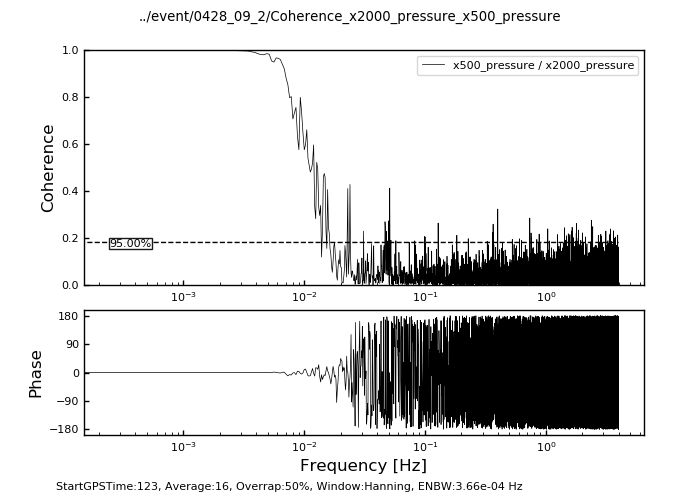 ../event/0428_09_2/Coherence_x2000_pressure_x500_pressure
1.0
x500_pressure / x2000_pressure
0.8
0.6
Coherence
0.4
0.2
95.00%
0.0
10⁻³ 10⁻² 10⁻¹ 10⁰
180
90
Phase
0
−90
−180
10⁻³ 10⁻² 10⁻¹ 10⁰
Frequency [Hz]
StartGPSTime:123, Average:16, Overrap:50%, Window:Hanning, ENBW:3.66e-04 Hz